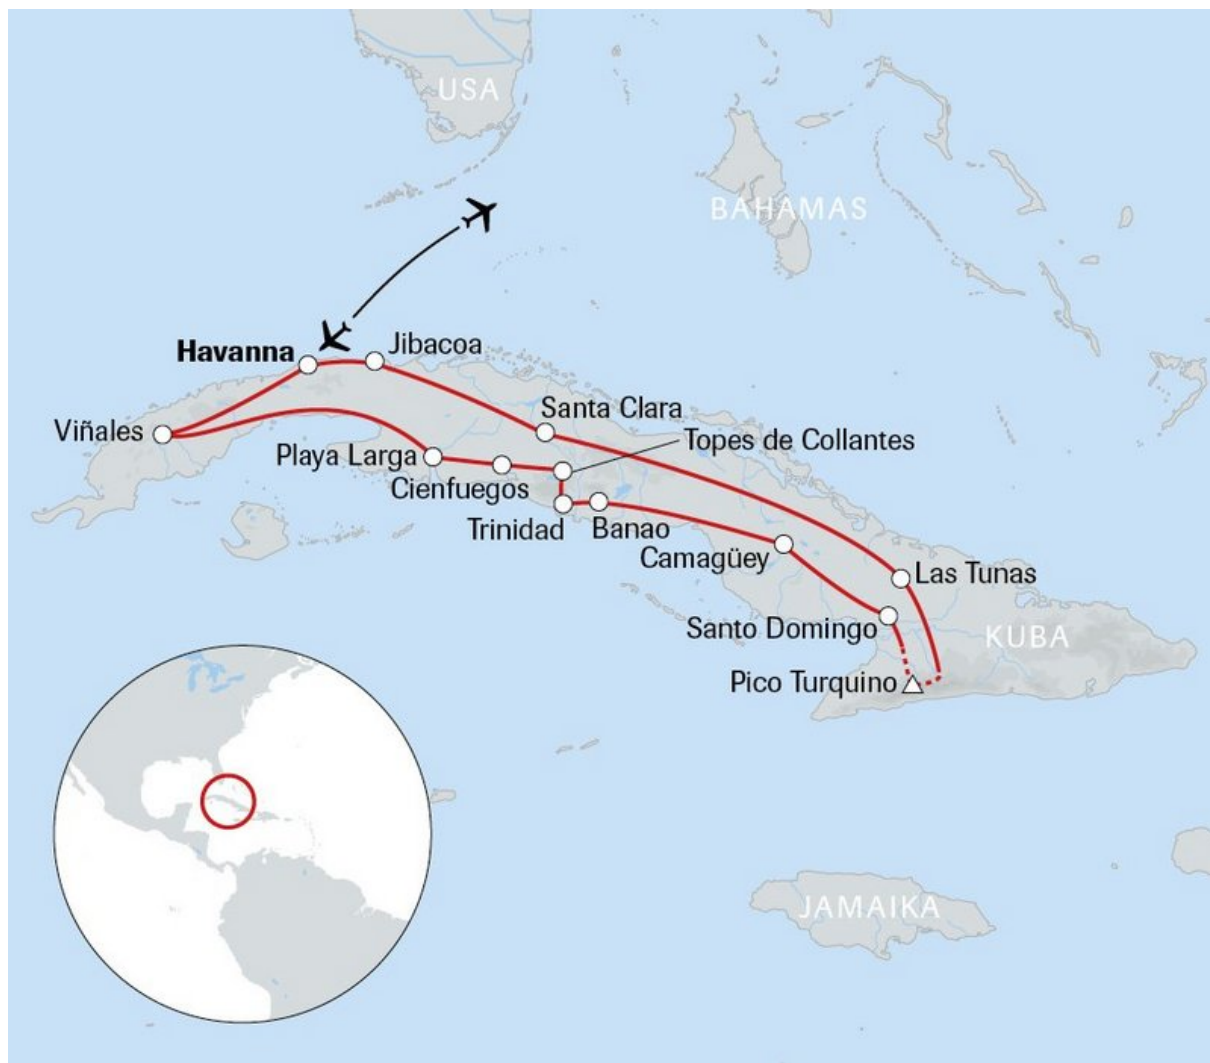 USA
BAHAMAS
Havanna
Jibacoa
Santa Clara
Viñales
Topes de Collantes
Playa Larga
Cienfuegos
Trinidad
Banao
Camagüey
Las Tunas
Santo Domingo
KUBA
Pico Turquino
JAMAIKA